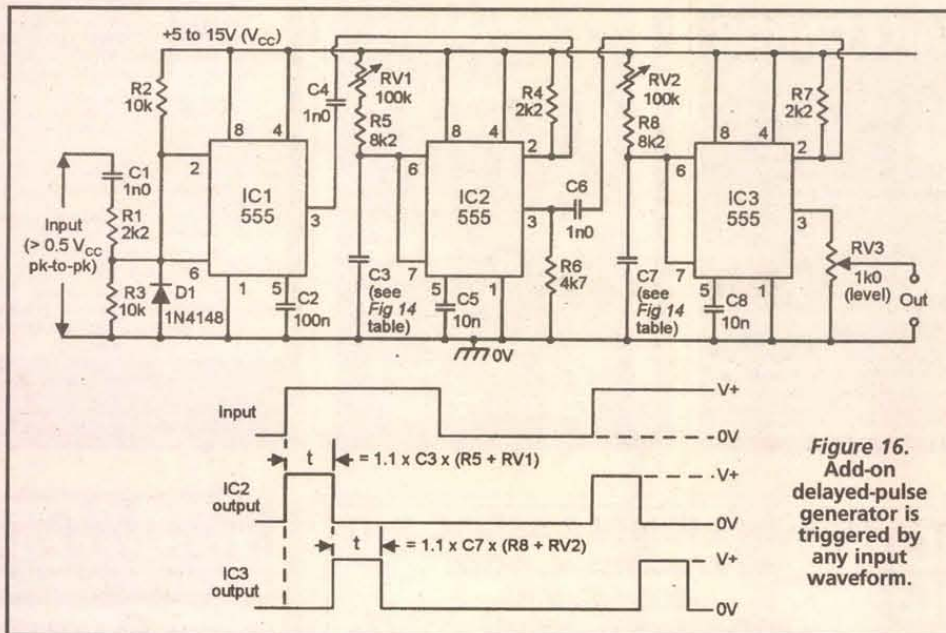 +5 to 15V (VCC)
R2
10k
C4
1n0
RV1
100k
R5
8k2
R4
2k2
RV2
100k
R8
8k2
R7
2k2
8
4
2
IC1
555
3
6
1
5
C1
1n0
R1
2k2
Input
(> 0.5 VCC
pk-to-pk)
R3
10k
D1
1N4148
C2
100n
8
4
6
2
IC2
555
3
7
5
1
C6
1n0
C3
(see
Fig 14
table)
C5
10n
R6
4k7
8
4
6
2
IC3
555
3
7
5
1
C7
(see
Fig 14
table)
C8
10n
RV3
1k0
(level)
Out
0V
Input
V+
0V
t
= 1.1 x C3 x (R5 + RV1)
IC2
output
V+
0V
t
= 1.1 x C7 x (R8 + RV2)
IC3
output
V+
0V
Figure 16.
Add-on
delayed-pulse
generator is
triggered by
any input
waveform.